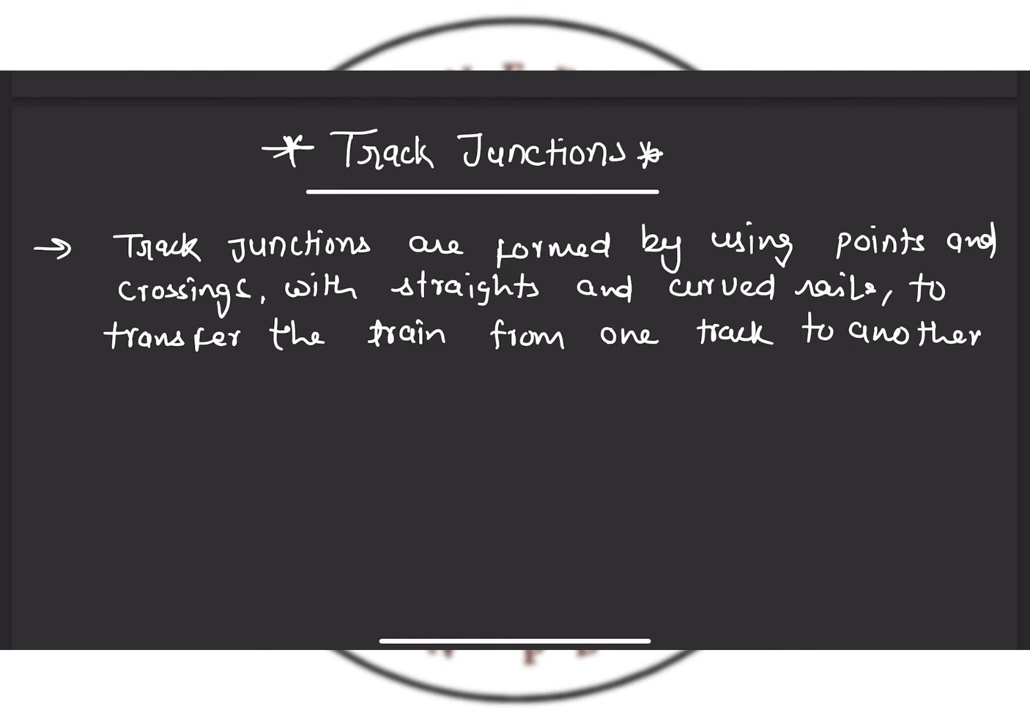 * Track Junctions *
→ Track Junctions are formed by using points and
crossings, with straights and curved rails, to
transfer the train from one track to another